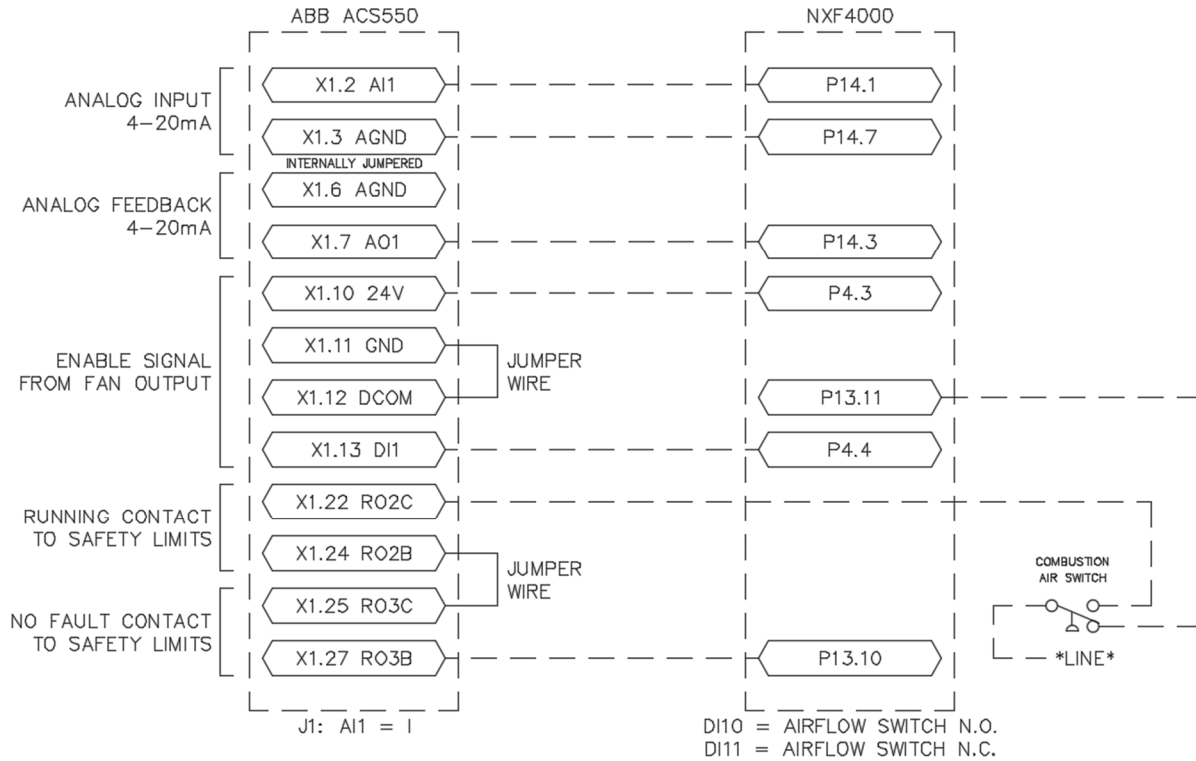 ABB ACS550
NXF4000
ANALOG INPUT
4-20mA
X1.2 AI1
P14.1
X1.3 AGND
P14.7
INTERNALLY JUMPERED
ANALOG FEEDBACK
4-20mA
X1.6 AGND
X1.7 AO1
P14.3
ENABLE SIGNAL
FROM FAN OUTPUT
X1.10 24V
P4.3
X1.11 GND
JUMPER
WIRE
X1.12 DCOM
P13.11
X1.13 DI1
P4.4
RUNNING CONTACT
TO SAFETY LIMITS
X1.22 RO2C
X1.24 RO2B
JUMPER
WIRE
NO FAULT CONTACT
TO SAFETY LIMITS
X1.25 RO3C
X1.27 RO3B
P13.10
COMBUSTION
AIR SWITCH
*LINE*
J1: AI1 = I
DI10 = AIRFLOW SWITCH N.O.
DI11 = AIRFLOW SWITCH N.C.